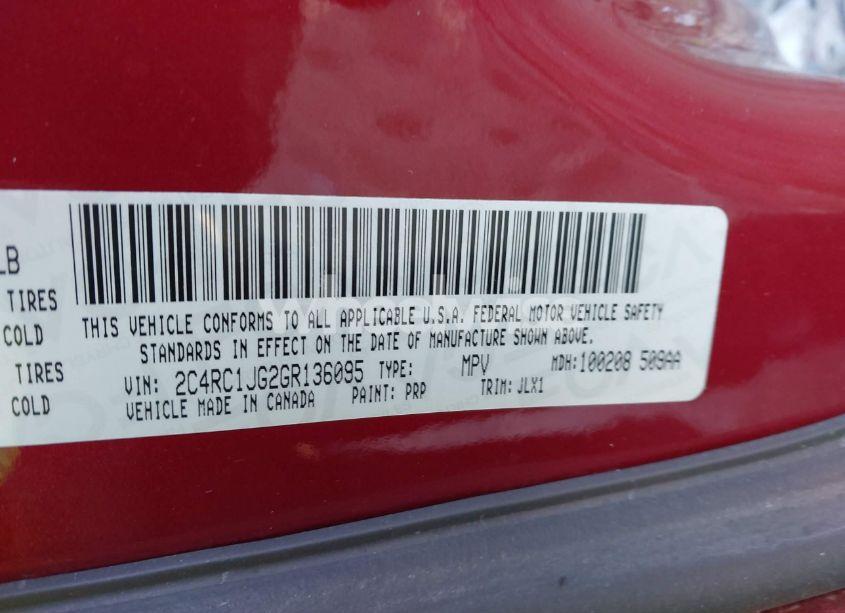 LB
TIRES
COLD
TIRES
COLD
THIS VEHICLE CONFORMS TO ALL APPLICABLE U.S.A. FEDERAL MOTOR VEHICLE SAFETY
STANDARDS IN EFFECT ON THE DATE OF MANUFACTURE SHOWN ABOVE.
VIN: 2C4RC1JG2GR136095 TYPE: MPV MDH:100208 509AA
VEHICLE MADE IN CANADA PAINT: PRP TRIM: JLX1